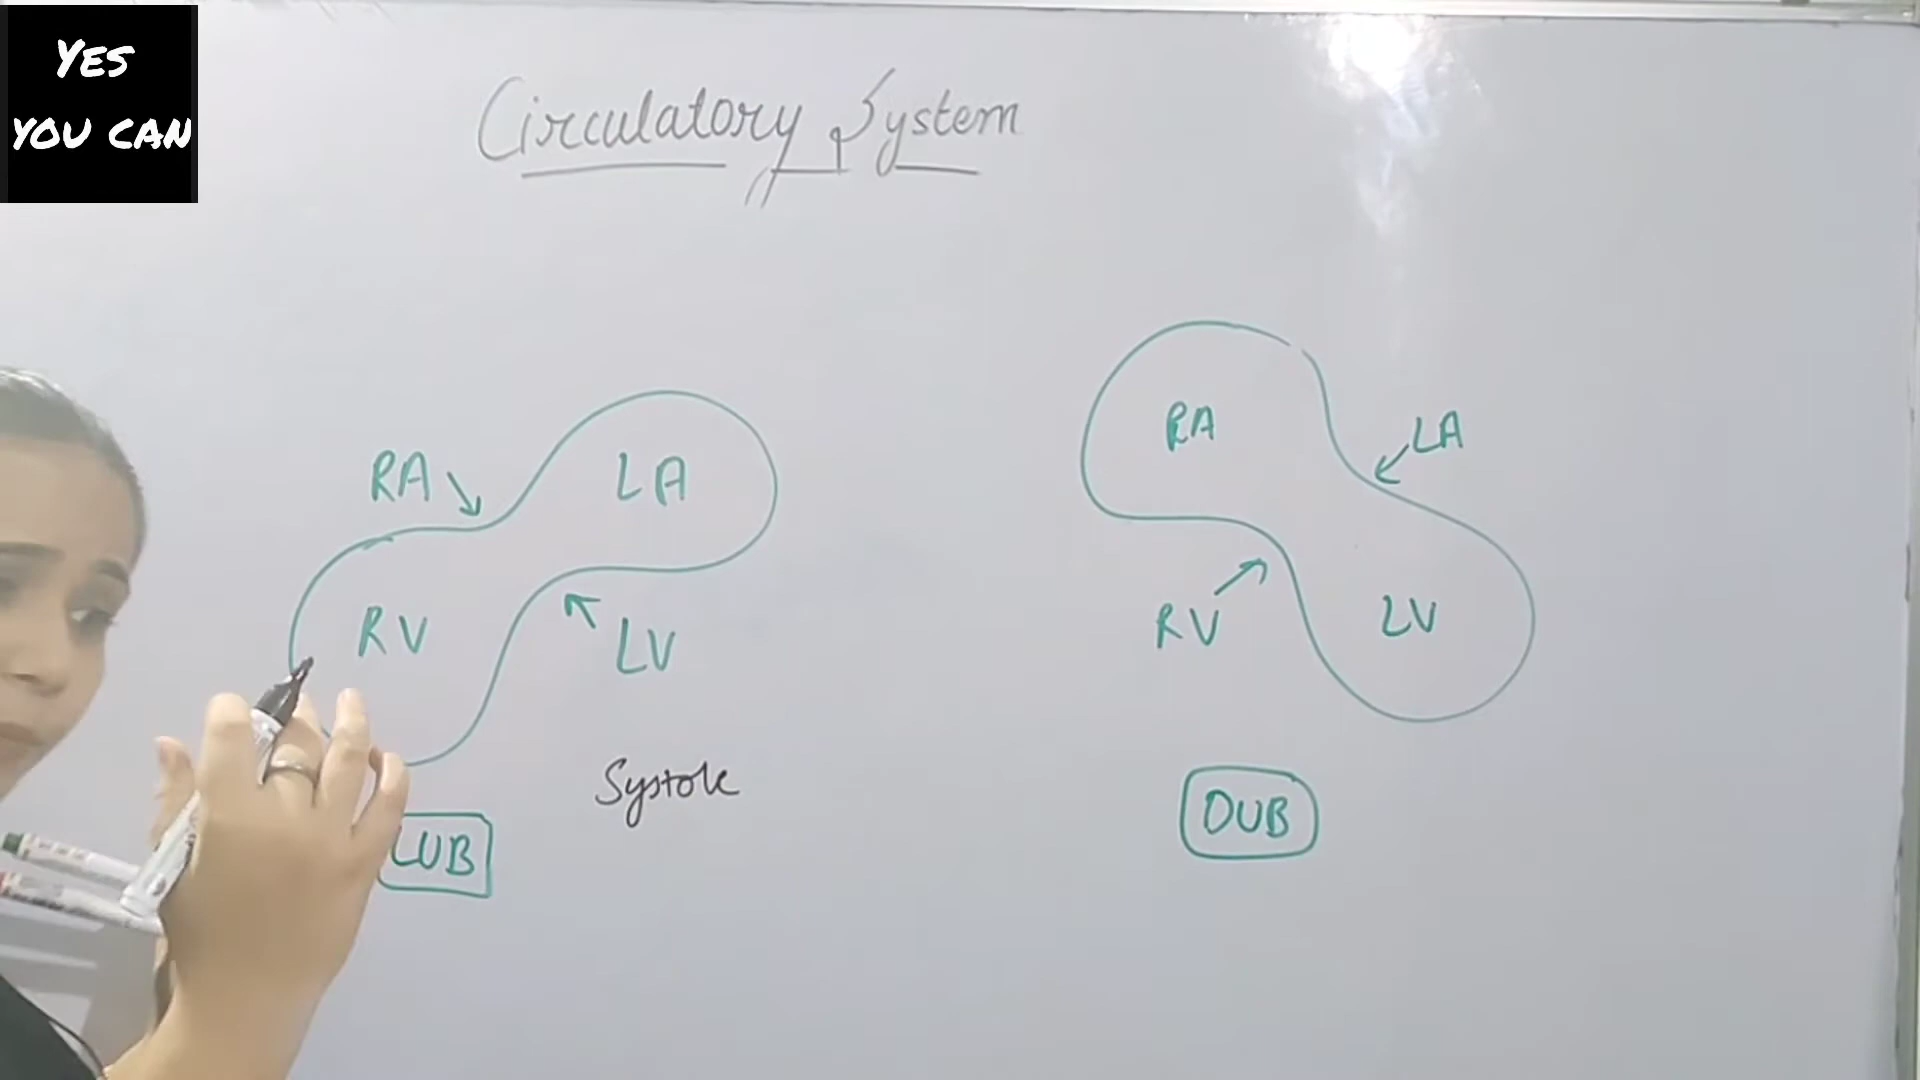 YES
YOU CAN
Circulatory System
RA
LA
RV
LV
Systole
LUB
RA
LA
RV
LV
DUB